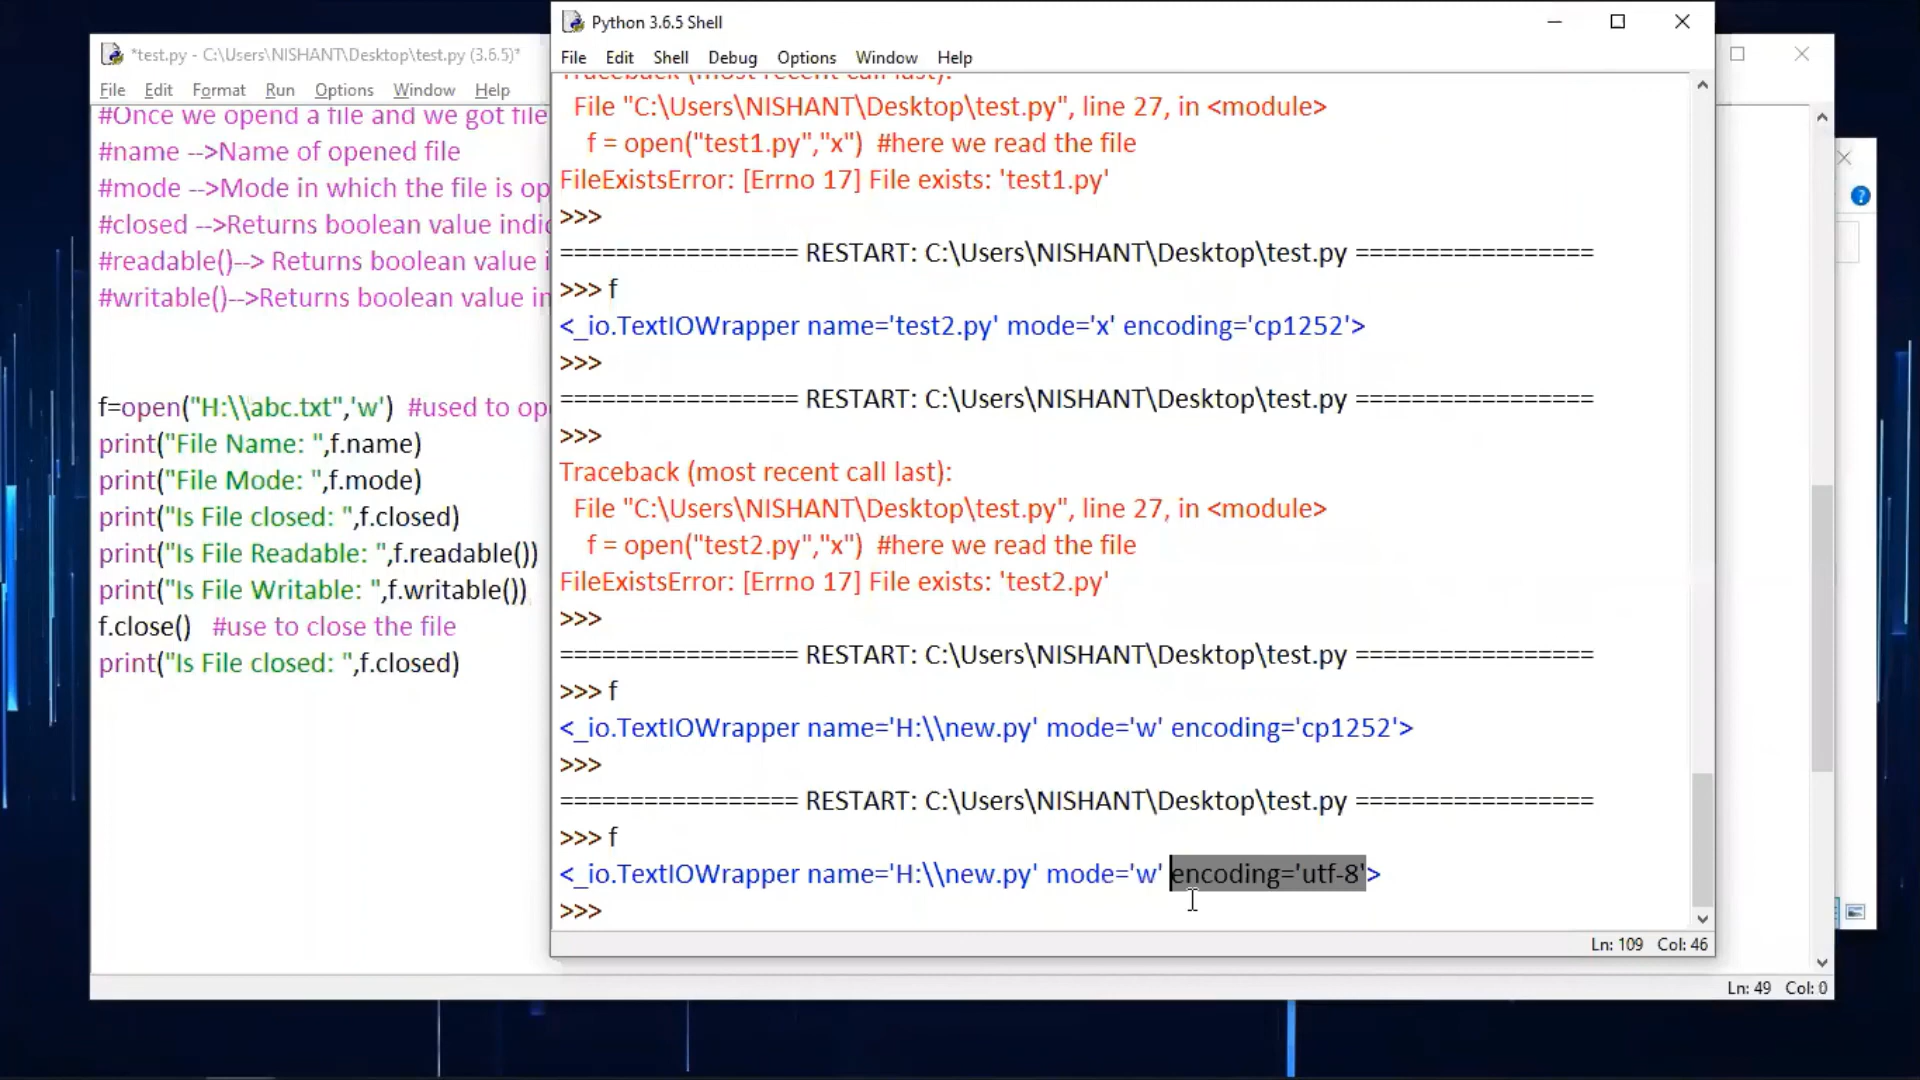 *test.py - C:\Users\NISHANT\Desktop\test.py (3.6.5)*
File Edit Format Run Options Window Help
#Once we opend a file and we got file
#name -->Name of opened file
#mode -->Mode in which the file is op
#closed -->Returns boolean value indi
#readable()--> Returns boolean value i
#writable()-->Returns boolean value in
f=open("H:\\abc.txt",'w')  #used to op
print("File Name: ",f.name)
print("File Mode: ",f.mode)
print("Is File closed: ",f.closed)
print("Is File Readable: ",f.readable())
print("Is File Writable: ",f.writable())
f.close()   #use to close the file
print("Is File closed: ",f.closed)
Python 3.6.5 Shell
File Edit Shell Debug Options Window Help
Traceback (most recent call last):
File "C:\Users\NISHANT\Desktop\test.py", line 27, in <module>
f = open("test1.py","x")  #here we read the file
FileExistsError: [Errno 17] File exists: 'test1.py'
>>>
================= RESTART: C:\Users\NISHANT\Desktop\test.py =================
>>> f
<_io.TextIOWrapper name='test2.py' mode='x' encoding='cp1252'>
>>>
================= RESTART: C:\Users\NISHANT\Desktop\test.py =================
>>>
Traceback (most recent call last):
File "C:\Users\NISHANT\Desktop\test.py", line 27, in <module>
f = open("test2.py","x")  #here we read the file
FileExistsError: [Errno 17] File exists: 'test2.py'
>>>
================= RESTART: C:\Users\NISHANT\Desktop\test.py =================
>>> f
<_io.TextIOWrapper name='H:\\new.py' mode='w' encoding='cp1252'>
>>>
================= RESTART: C:\Users\NISHANT\Desktop\test.py =================
>>> f
<_io.TextIOWrapper name='H:\\new.py' mode='w' encoding='utf-8'>
>>>
Ln: 109 Col: 46
Ln: 49 Col: 0